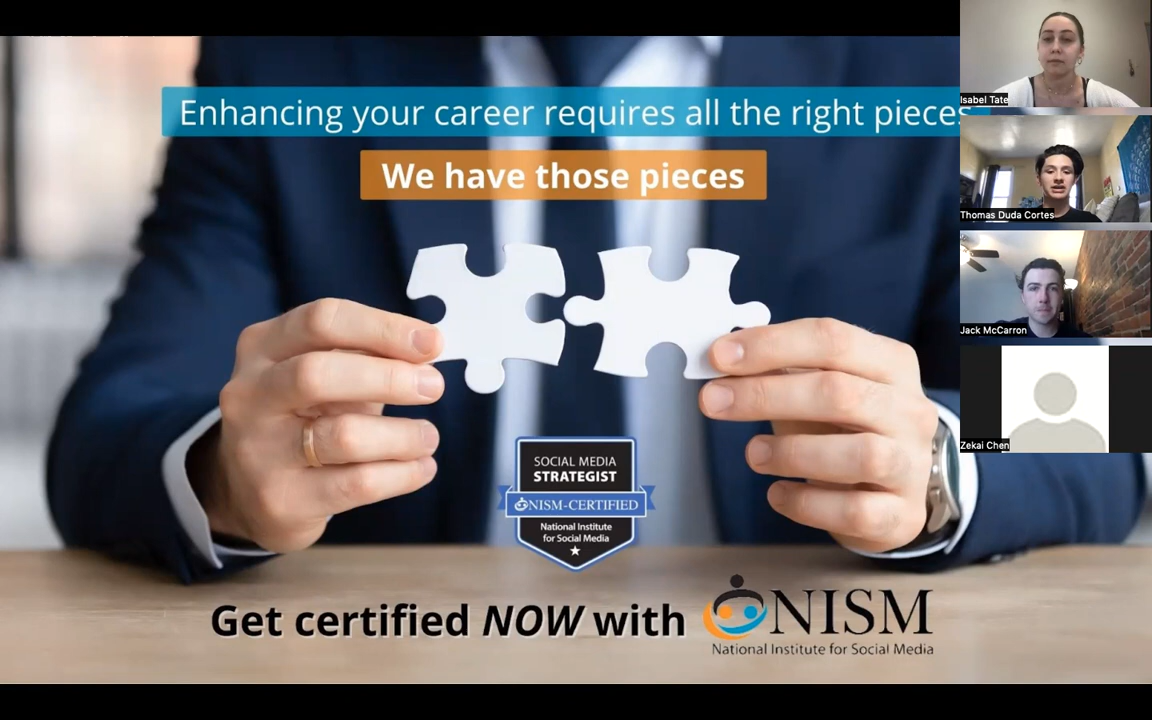 Enhancing your career requires all the right pieces
We have those pieces
SOCIAL MEDIA
STRATEGIST
NISM-CERTIFIED
National Institute
for Social Media
Get certified NOW with
NISM
National Institute for Social Media
Isabel Tate
Thomas Duda Cortes
Jack McCarron
Zekai Chen